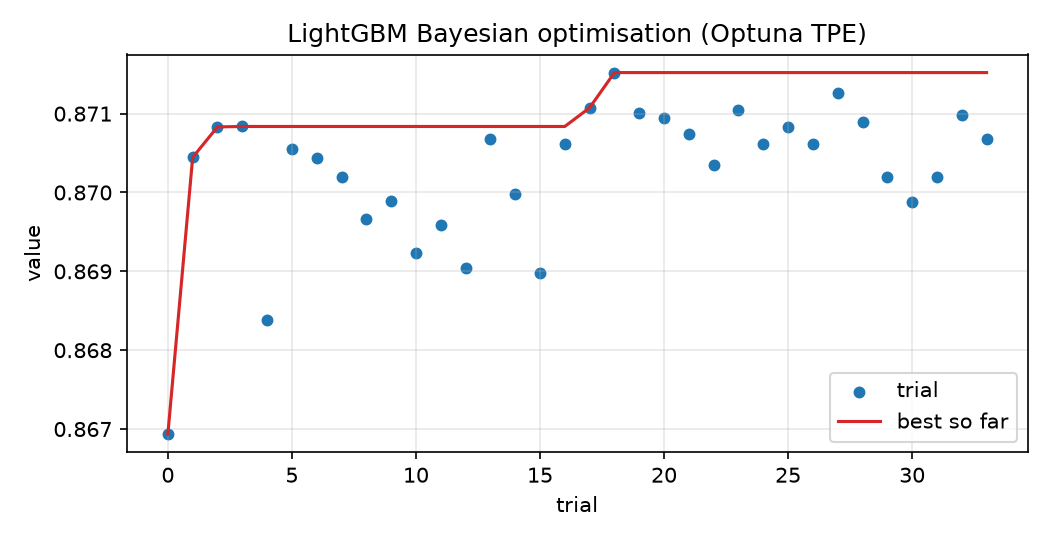 LightGBM Bayesian optimisation (Optuna TPE)
value
0.871
0.870
0.869
0.868
0.867
trial
best so far
0 5 10 15 20 25 30
trial